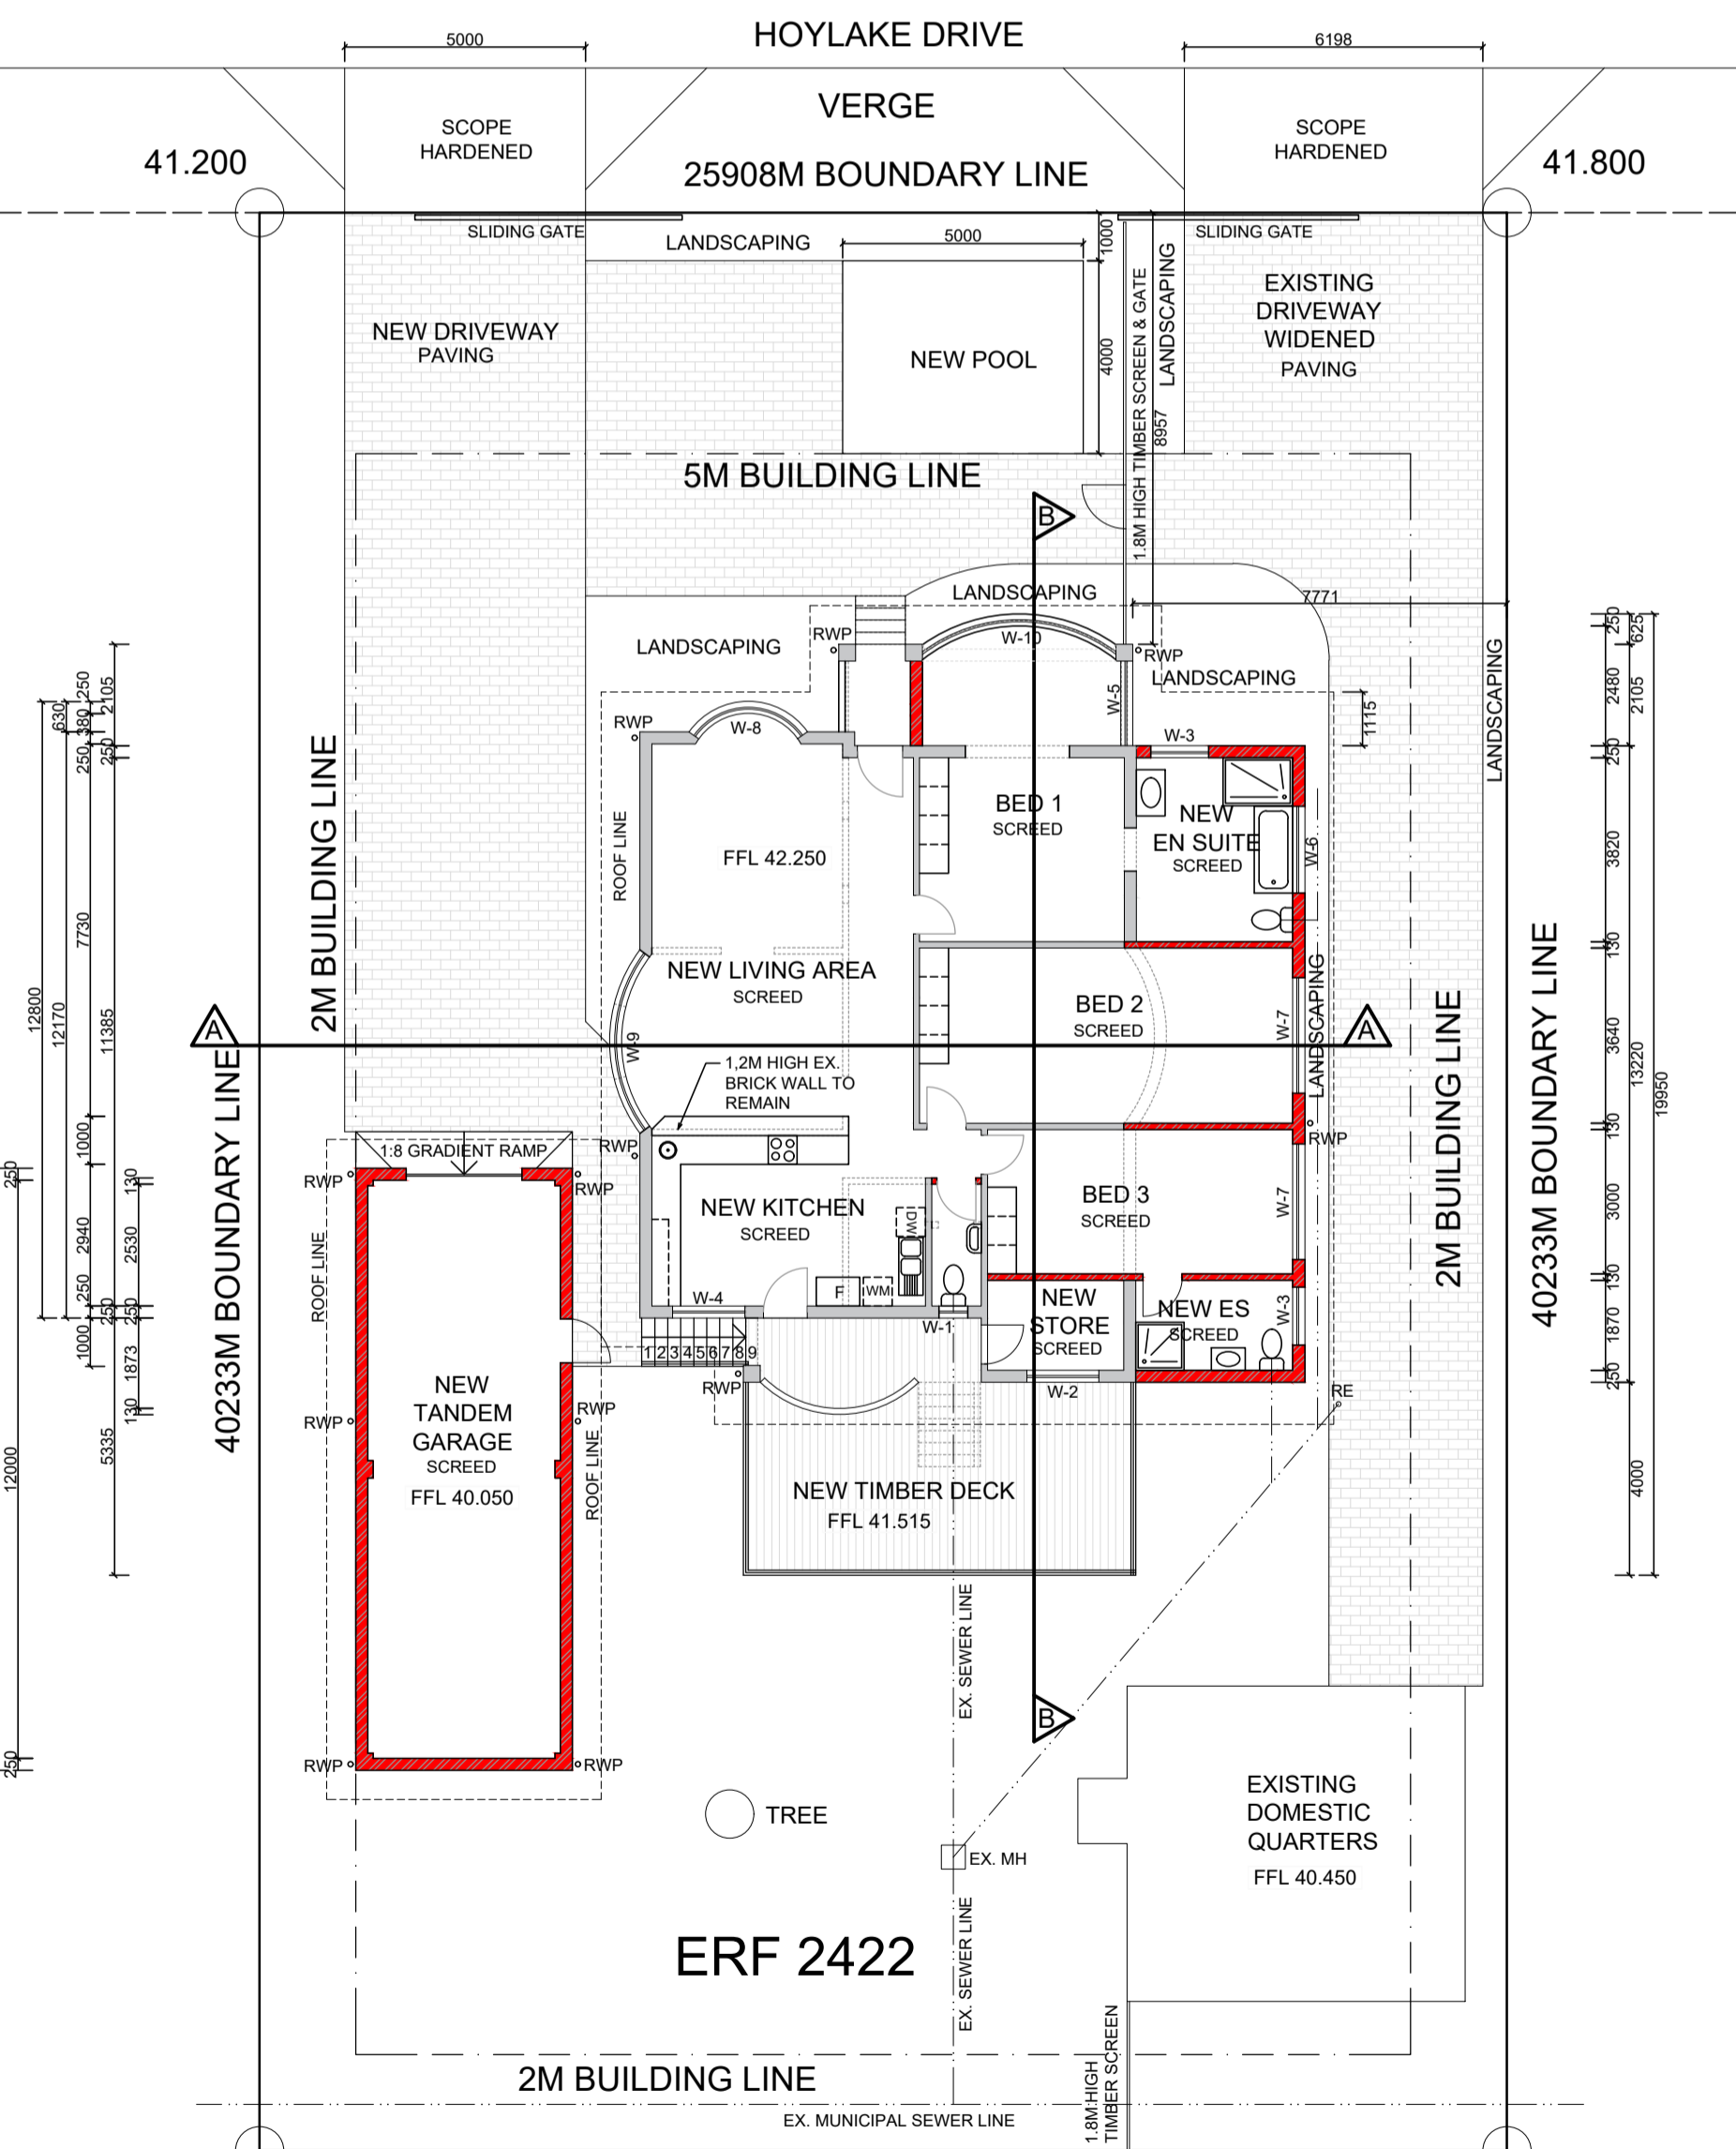 HOYLAKE DRIVE
5000
6198
VERGE
SCOPE
HARDENED
SCOPE
HARDENED
41.200
41.800
25908M BOUNDARY LINE
SLIDING GATE
SLIDING GATE
LANDSCAPING
5000
1000
4000
1.8M HIGH TIMBER SCREEN & GATE
LANDSCAPING
8957
NEW DRIVEWAY
PAVING
NEW POOL
EXISTING
DRIVEWAY
WIDENED
PAVING
5M BUILDING LINE
B
LANDSCAPING
7771
LANDSCAPING
RWP
W-10
RWP
LANDSCAPING
LANDSCAPING
W-5
RWP
W-8
W-3
1115
2M BUILDING LINE
ROOF LINE
FFL 42.250
BED 1
SCREED
NEW
EN SUITE
SCREED
W-6
NEW LIVING AREA
SCREED
BED 2
SCREED
W-7
LANDSCAPING
W-9
A
A
1,2M HIGH EX.
BRICK WALL TO
REMAIN
40233M BOUNDARY LINE
2M BUILDING LINE
40233M BOUNDARY LINE
1:8 GRADIENT RAMP
RWP
RWP
RWP
RWP
NEW KITCHEN
SCREED
BED 3
SCREED
W-7
DW
F
WM
W-4
W-1
NEW
STORE
SCREED
NEW ES
SCREED
W-3
W-2
RE
1 2 3 4 5 6 7 8 9
RWP
ROOF LINE
NEW
TANDEM
GARAGE
SCREED
FFL 40.050
RWP
RWP
ROOF LINE
NEW TIMBER DECK
FFL 41.515
EX. SEWER LINE
B
RWP
RWP
TREE
EX. MH
EXISTING
DOMESTIC
QUARTERS
FFL 40.450
ERF 2422
EX. SEWER LINE
2M BUILDING LINE
1.8M HIGH
TIMBER SCREEN
EX. MUNICIPAL SEWER LINE
250
12000
250
12800
630
12170
250
380
250
7730
1000
2940
250
1000
2105
250
11385
250
5335
130
2530
250
1873
130
250
2480
250
3820
130
3640
130
3000
130
1870
250
625
2105
13220
4000
19950